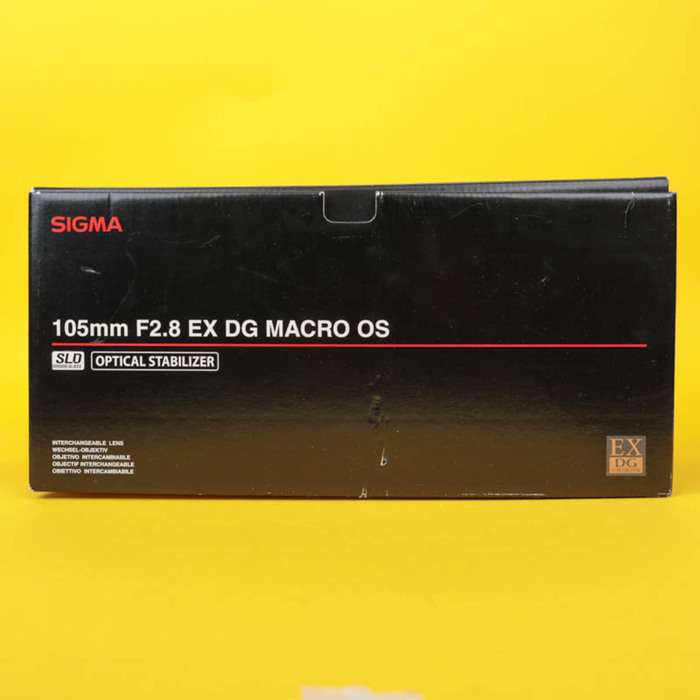 SIGMA
105mm F2.8 EX DG MACRO OS
SLD OPTICAL STABILIZER
INTERCHANGEABLE LENS
WECHSEL-OBJEKTIV
OBJETIVO INTERCAMBIABLE
OBJECTIF INTERCHANGEABLE
OBIETTIVO INTERCAMBIABILE
EX
DG